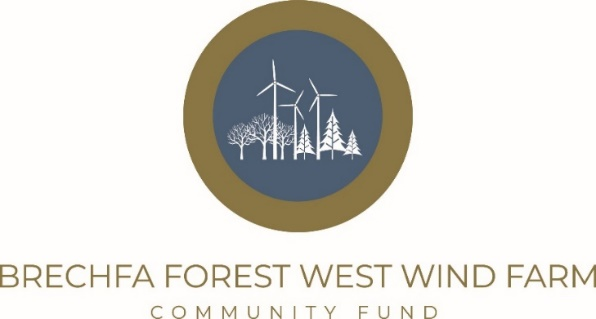 BRECHFA FOREST WEST WIND FARM
COMMUNITY FUND